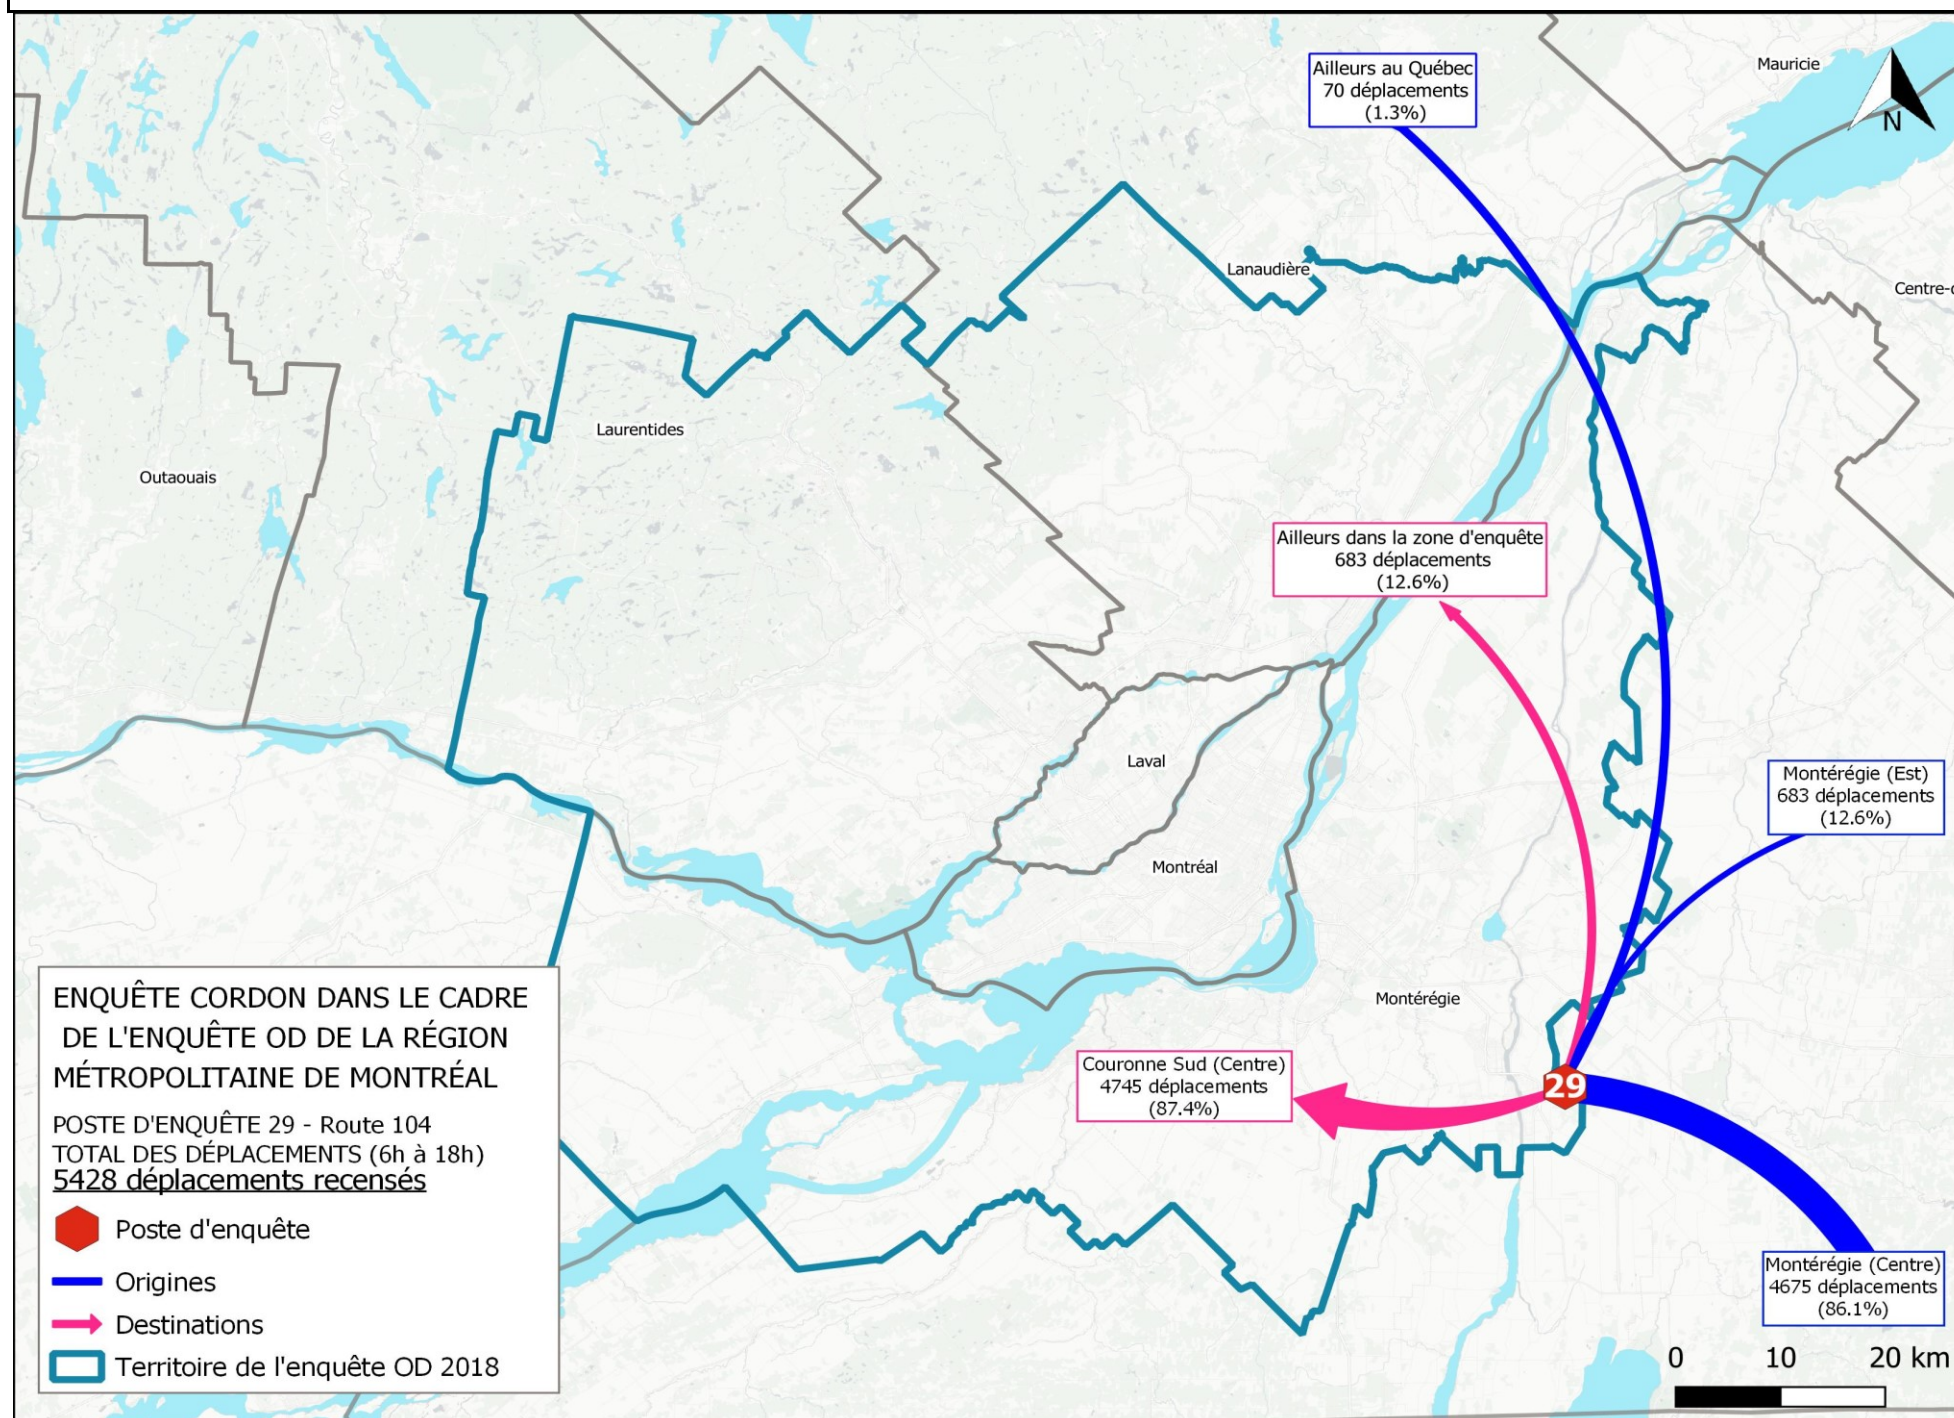 Ailleurs au Québec
70 déplacements
(1.3%)
Mauricie
N
Lanaudière
Centre-
Laurentides
Outaouais
Ailleurs dans la zone d'enquête
683 déplacements
(12.6%)
Laval
Montérégie (Est)
683 déplacements
(12.6%)
Montréal
Montérégie
Couronne Sud (Centre)
4745 déplacements
(87.4%)
29
Montérégie (Centre)
4675 déplacements
(86.1%)
ENQUÊTE CORDON DANS LE CADRE
DE L'ENQUÊTE OD DE LA RÉGION
MÉTROPOLITAINE DE MONTRÉAL
POSTE D'ENQUÊTE 29 - Route 104
TOTAL DES DÉPLACEMENTS (6h à 18h)
5428 déplacements recensés
Poste d'enquête
Origines
Destinations
Territoire de l'enquête OD 2018
0 10 20 km